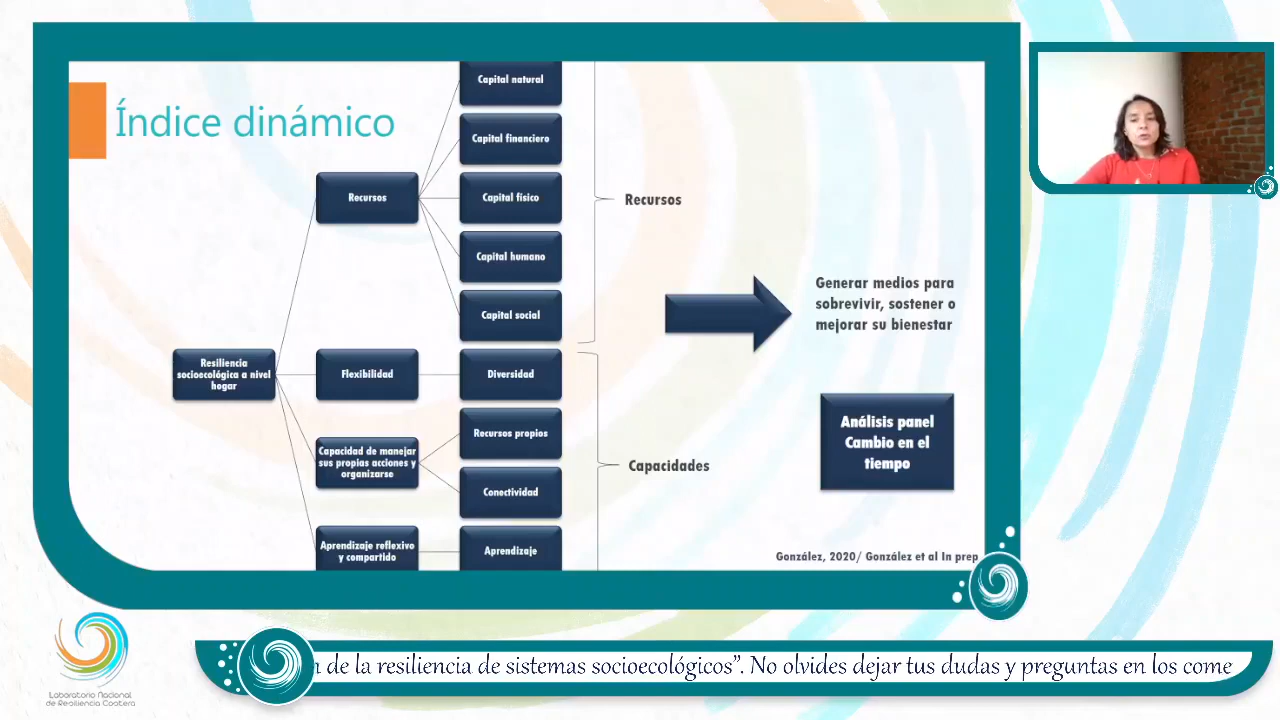 Índice dinámico
Resiliencia
socioecológica a nivel
hogar
Recursos
Flexibilidad
Capacidad de manejar
sus propias acciones y
organizarse
Aprendizaje reflexivo
y compartido
Capital natural
Capital financiero
Capital físico
Capital humano
Capital social
Diversidad
Recursos propios
Conectividad
Aprendizaje
Recursos
Capacidades
Generar medios para
sobrevivir, sostener o
mejorar su bienestar
Análisis panel
Cambio en el
tiempo
González, 2020/ González et al In prep
Laboratorio Nacional
de Resiliencia Costera
n de la resiliencia de sistemas socioecológicos”. No olvides dejar tus dudas y preguntas en los come